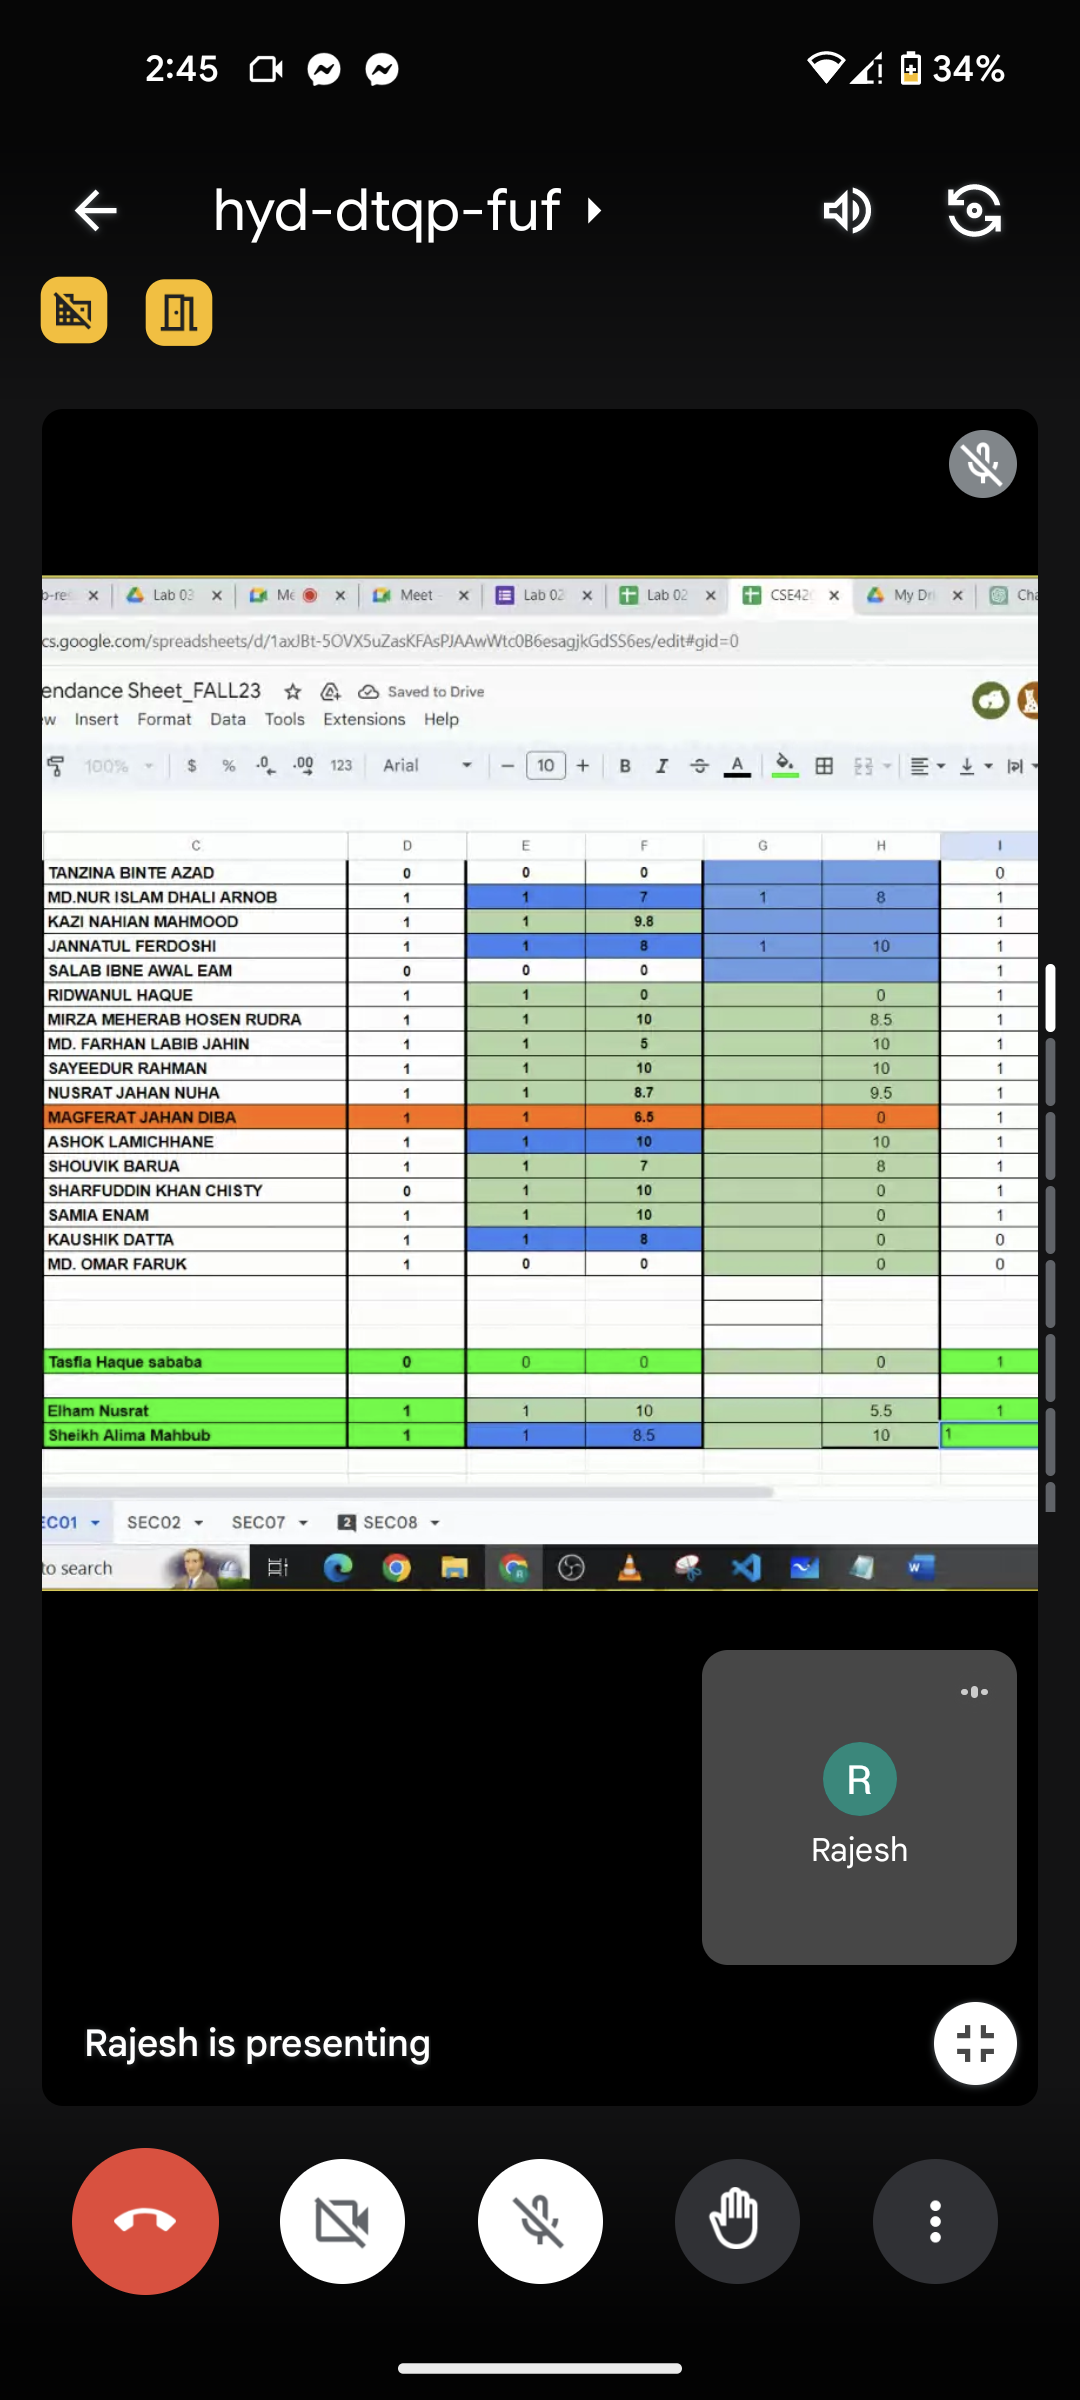 2:45 34%
hyd-dtqp-fuf
Lab 03 Meet Lab 02 Lab 02 CSE42 My Dr Cha
cs.google.com/spreadsheets/d/1axJBt-5OVX5uZasKFAsPJAAwWtc0B6esagjkGdSS6es/edit#gid=0
endance Sheet_FALL23 Saved to Drive
ew Insert Format Data Tools Extensions Help
100% $ % .0 .00 123 Arial - 10 + B I A
C D E F G H I
TANZINA BINTE AZAD 0 0 0 0
MD.NUR ISLAM DHALI ARNOB 1 1 7 1 8 1
KAZI NAHIAN MAHMOOD 1 1 9.8 1
JANNATUL FERDOSHI 1 1 8 1 10 1
SALAB IBNE AWAL EAM 0 0 0 1
RIDWANUL HAQUE 1 1 0 0 1
MIRZA MEHERAB HOSEN RUDRA 1 1 10 8.5 1
MD. FARHAN LABIB JAHIN 1 1 5 10 1
SAYEEDUR RAHMAN 1 1 10 10 1
NUSRAT JAHAN NUHA 1 1 8.7 9.5 1
MAGFERAT JAHAN DIBA 1 1 6.5 0 1
ASHOK LAMICHHANE 1 1 10 10 1
SHOUVIK BARUA 1 1 7 8 1
SHARFUDDIN KHAN CHISTY 0 1 10 0 1
SAMIA ENAM 1 1 10 0 1
KAUSHIK DATTA 1 1 8 0 0
MD. OMAR FARUK 1 0 0 0 0
Tasfia Haque sababa 0 0 0 0 1
Elham Nusrat 1 1 10 5.5 1
Sheikh Alima Mahbub 1 1 8.5 10 1
EC01 SEC02 SEC07 2 SEC08
to search
R
Rajesh
Rajesh is presenting